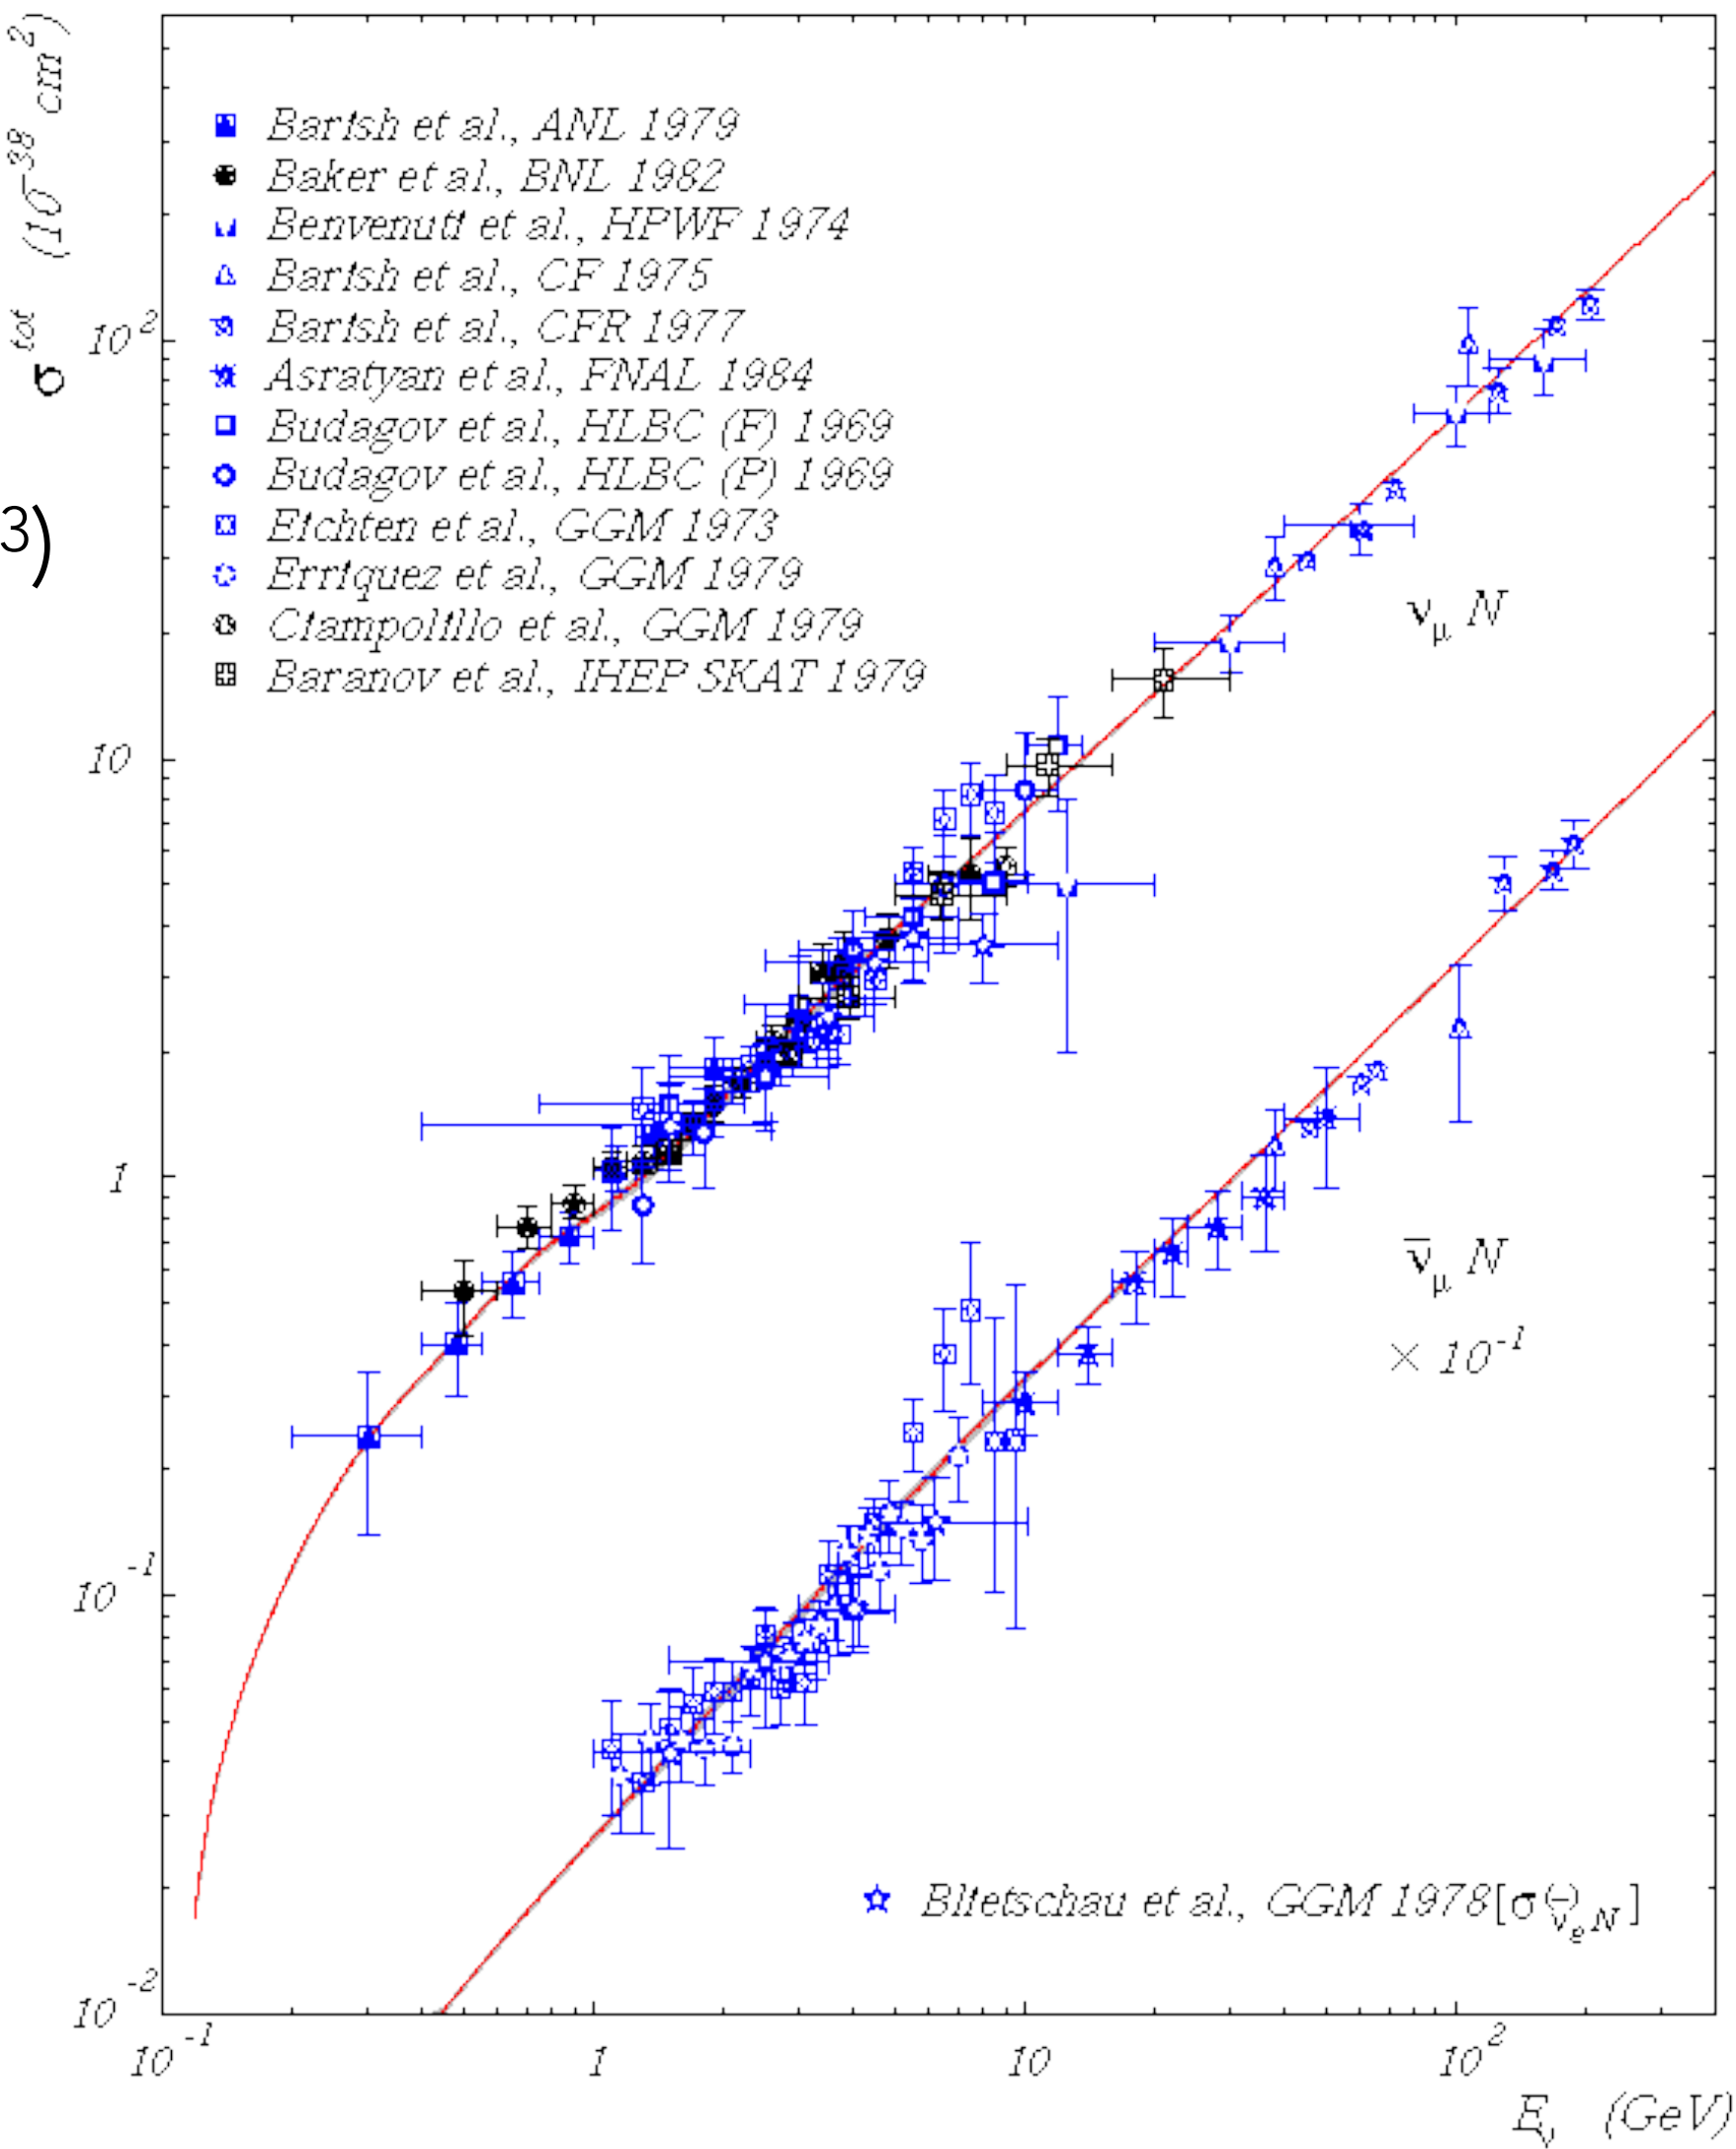 σ^tot (10^-38 cm^2)
3)
Barish et al., ANL 1979
Baker et al., BNL 1982
Benvenuti et al., HPWF 1974
Barish et al., CF 1975
Barish et al., CFR 1977
Asratyan et al., FNAL 1984
Budagov et al., HLBC (F) 1969
Budagov et al., HLBC (P) 1969
Eichten et al., GGM 1973
Erriquez et al., GGM 1979
Ciampolillo et al., GGM 1979
Baranov et al., IHEP SKAT 1979
10^2
10
1
10^-1
10^-2
ν_μ N
ν̅_μ N
× 10^-1
Blietschau et al., GGM 1978 [σ(–)ν_e N]
10^-1 1 10 10^2
E_ν (GeV)